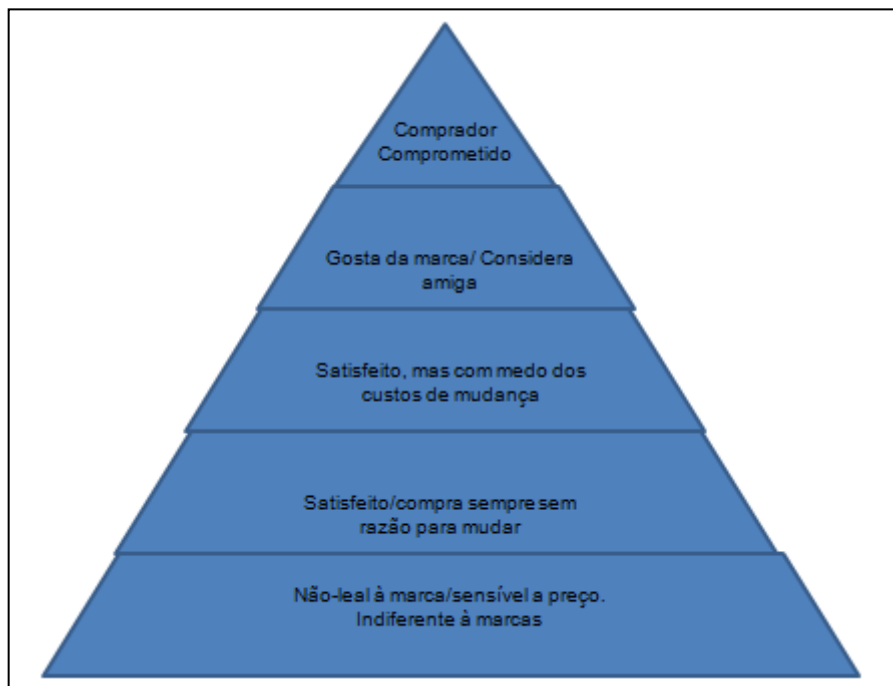 Comprador
Comprometido
Gosta da marca/ Considera
amiga
Satisfeito, mas com medo dos
custos de mudança
Satisfeito/compra sempre sem
razão para mudar
Não-leal à marca/sensível a preço.
Indiferente à marcas